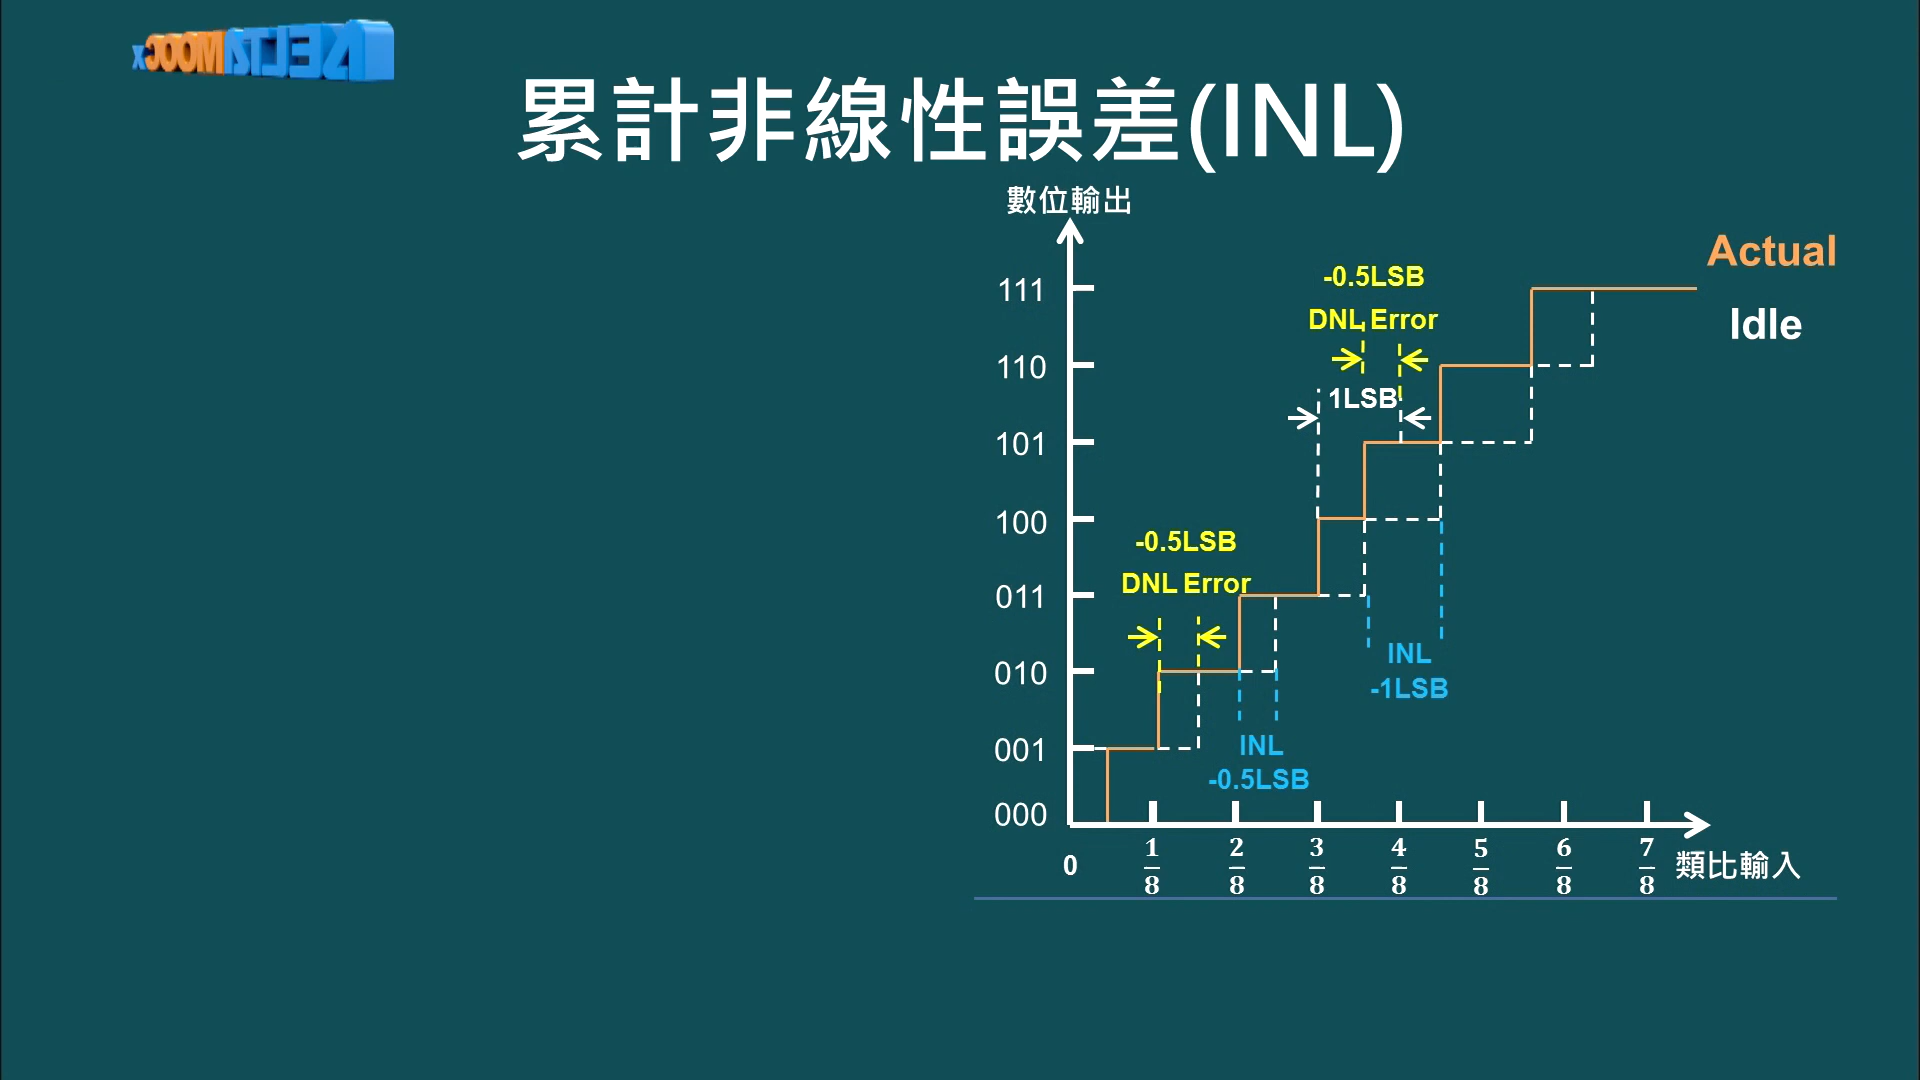 DELTAMOOCx
累計非線性誤差(INL)
數位輸出
Actual
Idle
-0.5LSB
DNL Error
1LSB
111
110
101
100
011
010
001
000
-0.5LSB
DNL Error
INL
-1LSB
INL
-0.5LSB
0
1/8
2/8
3/8
4/8
5/8
6/8
7/8
類比輸入